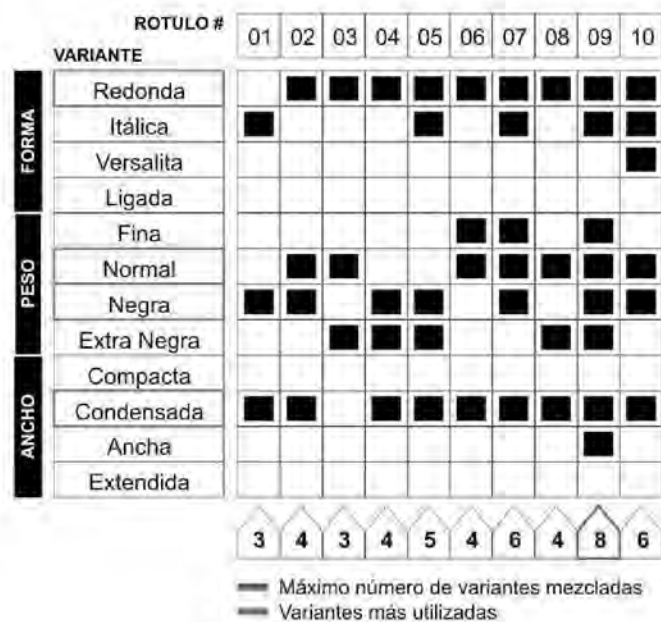 ROTULO # 01 02 03 04 05 06 07 08 09 10
VARIANTE
FORMA
Redonda
Itálica
Versalita
Ligada
PESO
Fina
Normal
Negra
Extra Negra
ANCHO
Compacta
Condensada
Ancha
Extendida
3 4 3 4 5 4 6 4 8 6
Máximo número de variantes mezcladas
Variantes más utilizadas